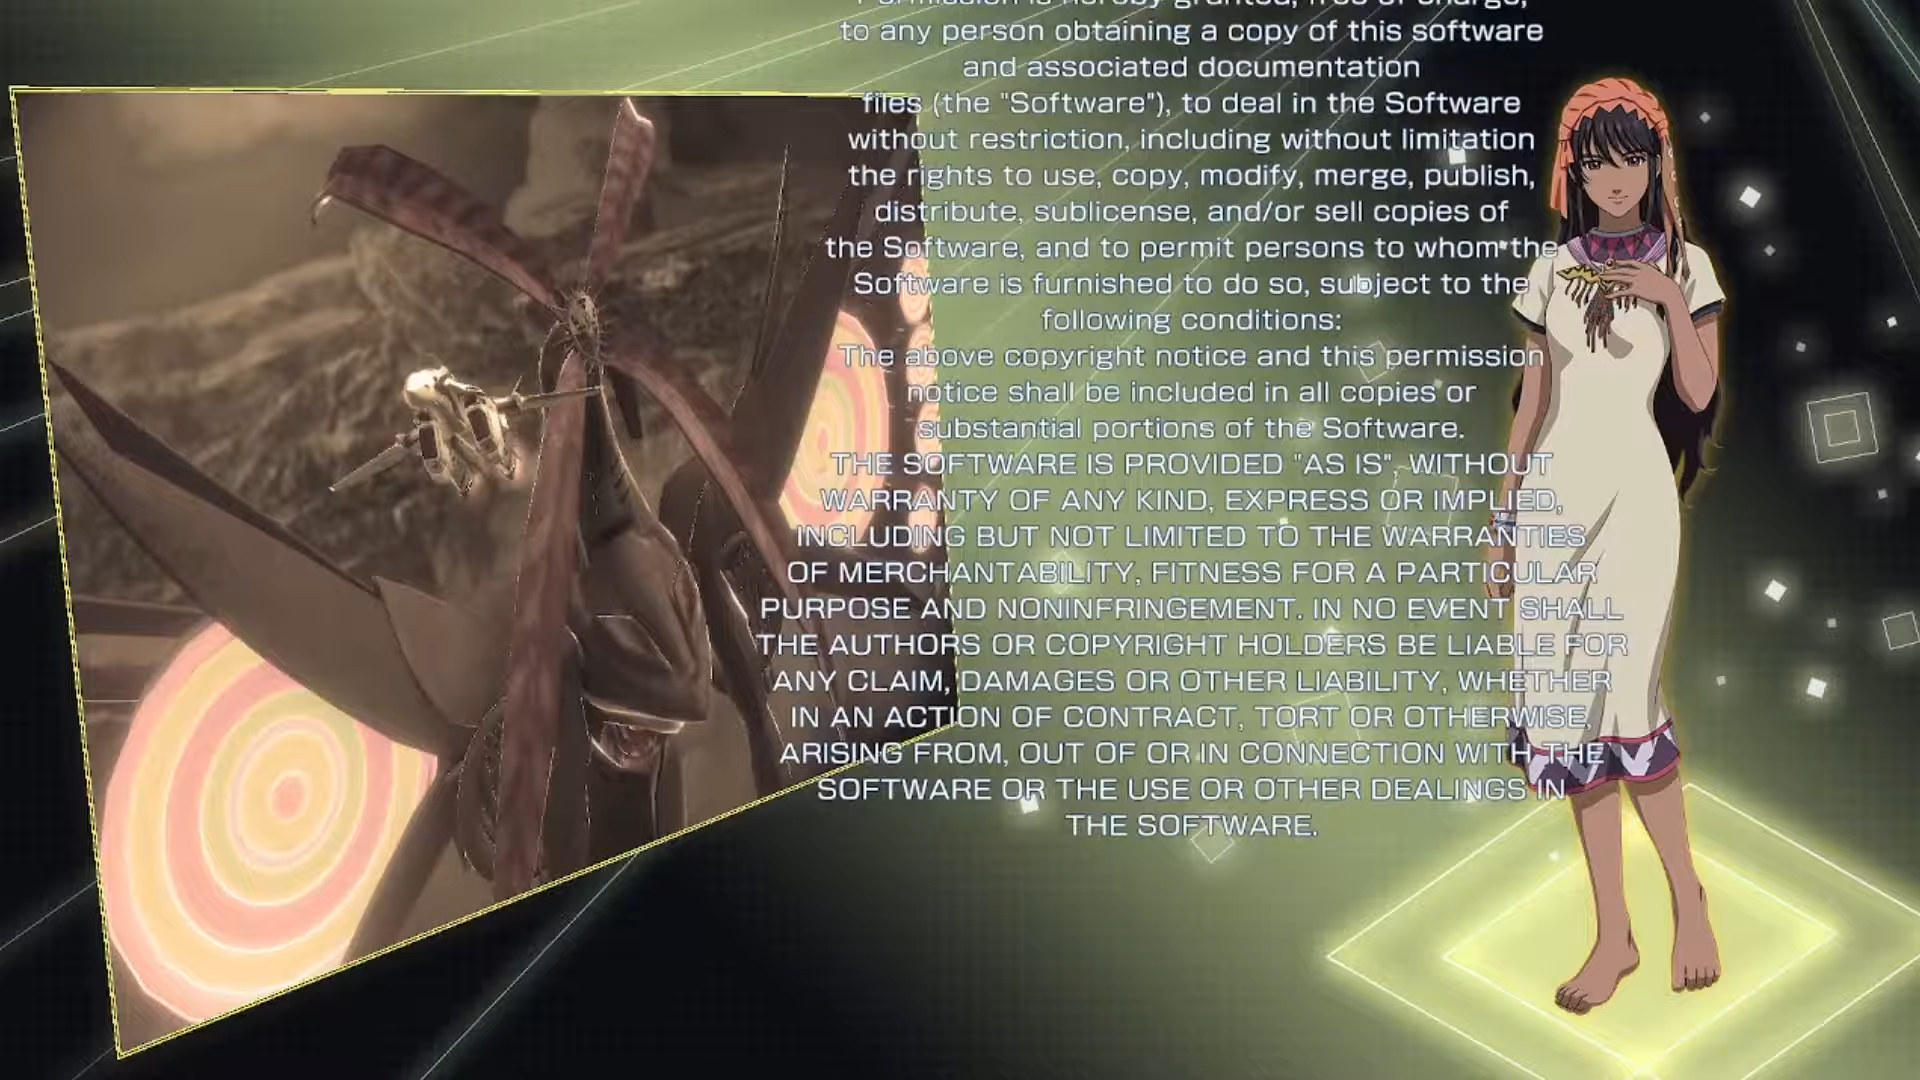 Permission is hereby granted, free of charge,
to any person obtaining a copy of this software
and associated documentation
files (the "Software"), to deal in the Software
without restriction, including without limitation
the rights to use, copy, modify, merge, publish,
distribute, sublicense, and/or sell copies of
the Software, and to permit persons to whom the
Software is furnished to do so, subject to the
following conditions:
The above copyright notice and this permission
notice shall be included in all copies or
substantial portions of the Software.
THE SOFTWARE IS PROVIDED "AS IS", WITHOUT
WARRANTY OF ANY KIND, EXPRESS OR IMPLIED,
INCLUDING BUT NOT LIMITED TO THE WARRANTIES
OF MERCHANTABILITY, FITNESS FOR A PARTICULAR
PURPOSE AND NONINFRINGEMENT. IN NO EVENT SHALL
THE AUTHORS OR COPYRIGHT HOLDERS BE LIABLE FOR
ANY CLAIM, DAMAGES OR OTHER LIABILITY, WHETHER
IN AN ACTION OF CONTRACT, TORT OR OTHERWISE,
ARISING FROM, OUT OF OR IN CONNECTION WITH THE
SOFTWARE OR THE USE OR OTHER DEALINGS IN
THE SOFTWARE.